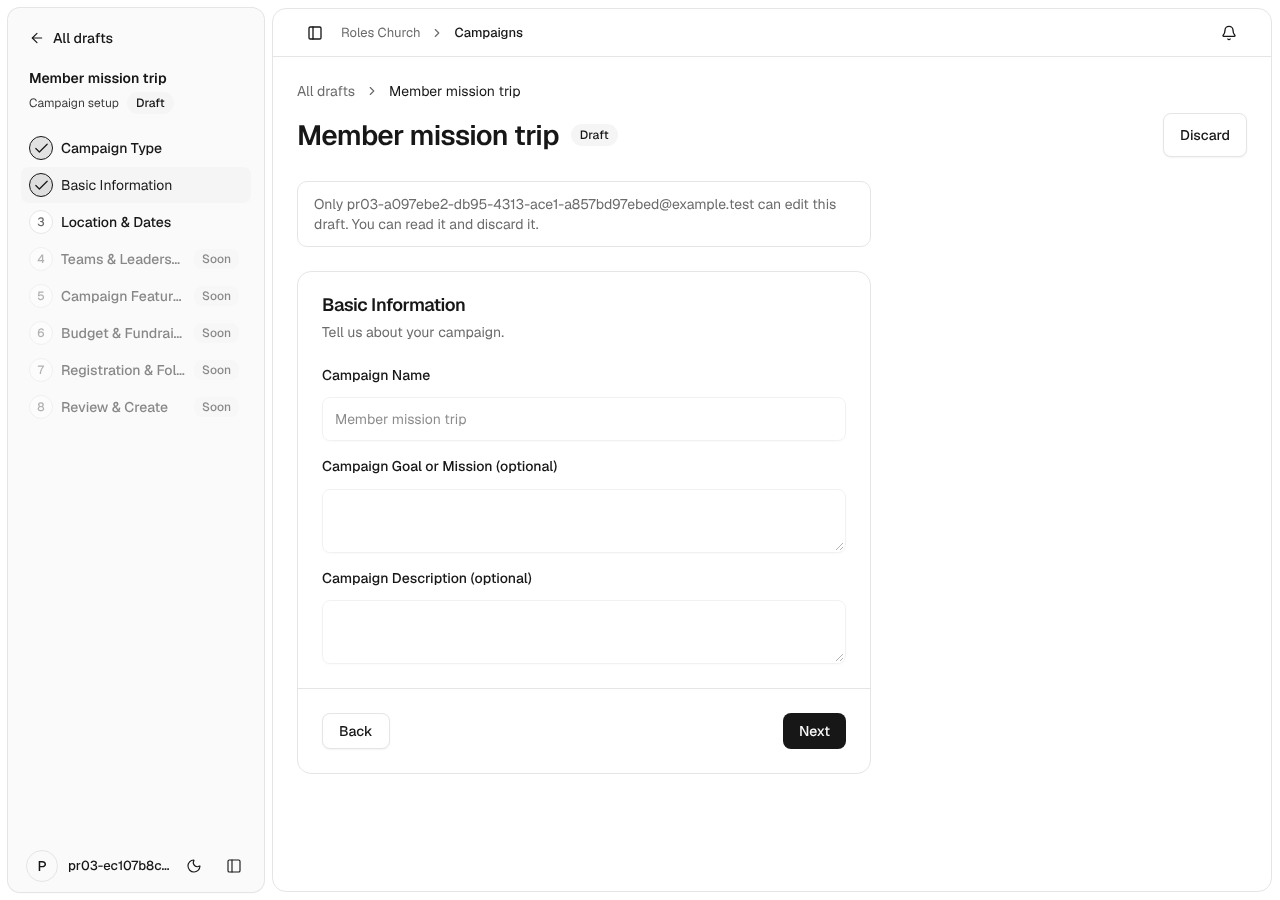 All drafts
Member mission trip
Campaign setup Draft
Campaign Type
Basic Information
3 Location & Dates
4 Teams & Leaders... Soon
5 Campaign Featur... Soon
6 Budget & Fundrai... Soon
7 Registration & Fol... Soon
8 Review & Create Soon
P pr03-ec107b8c...
Roles Church > Campaigns
All drafts > Member mission trip
Member mission trip Draft
Discard
Only pr03-a097ebe2-db95-4313-ace1-a857bd97ebed@example.test can edit this
draft. You can read it and discard it.
Basic Information
Tell us about your campaign.
Campaign Name
Member mission trip
Campaign Goal or Mission (optional)
Campaign Description (optional)
Back
Next